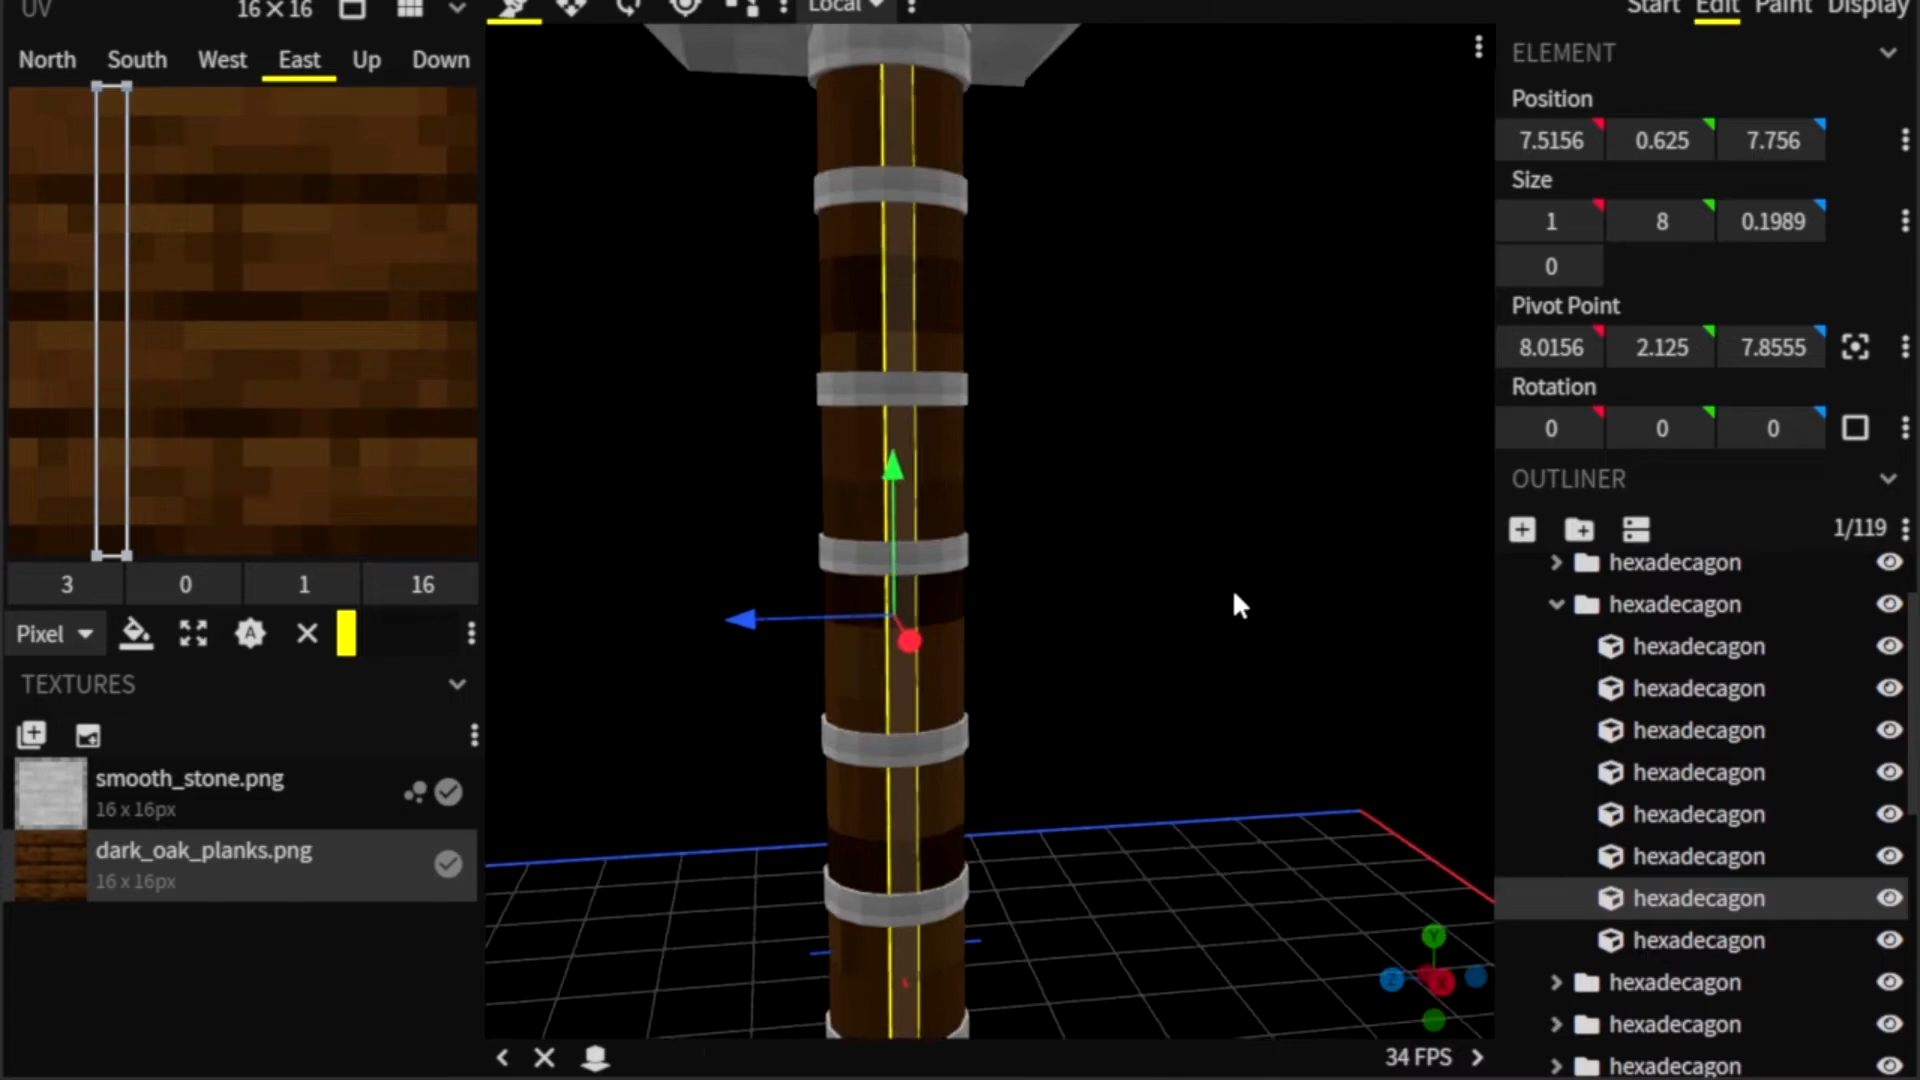 UV 16 × 16
North South West East Up Down
3 0 1 16
Pixel
TEXTURES
smooth_stone.png
16 x 16px
dark_oak_planks.png
16 x 16px
Local
34 FPS
Start Edit Paint Display
ELEMENT
Position
7.5156 0.625 7.756
Size
1 8 0.1989
0
Pivot Point
8.0156 2.125 7.8555
Rotation
0 0 0
OUTLINER
1/119
hexadecagon
hexadecagon
hexadecagon
hexadecagon
hexadecagon
hexadecagon
hexadecagon
hexadecagon
hexadecagon
hexadecagon
hexadecagon
hexadecagon
hexadecagon
Y
Z X